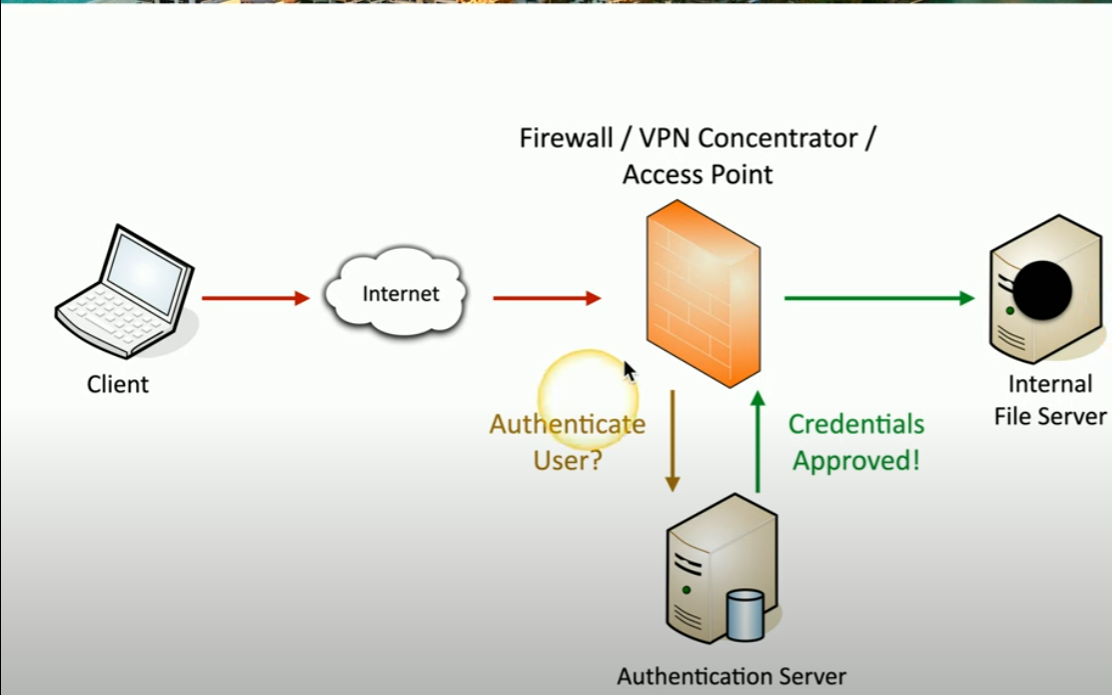 Firewall / VPN Concentrator /
Access Point
Internet
Client
Internal
File Server
Authenticate
User?
Credentials
Approved!
Authentication Server